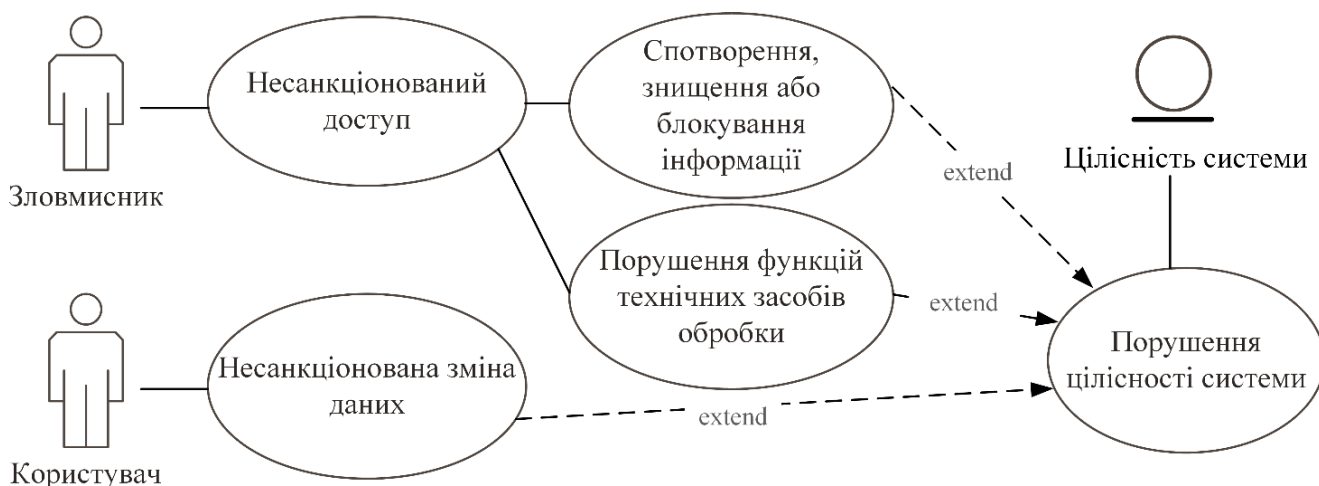 Зловмисник
Несанкціонований
доступ
Спотворення,
знищення або
блокування
інформації
extend
Цілісність системи
Порушення функцій
технічних засобів
обробки
extend
Порушення
цілісності системи
Користувач
Несанкціонована зміна
даних
extend